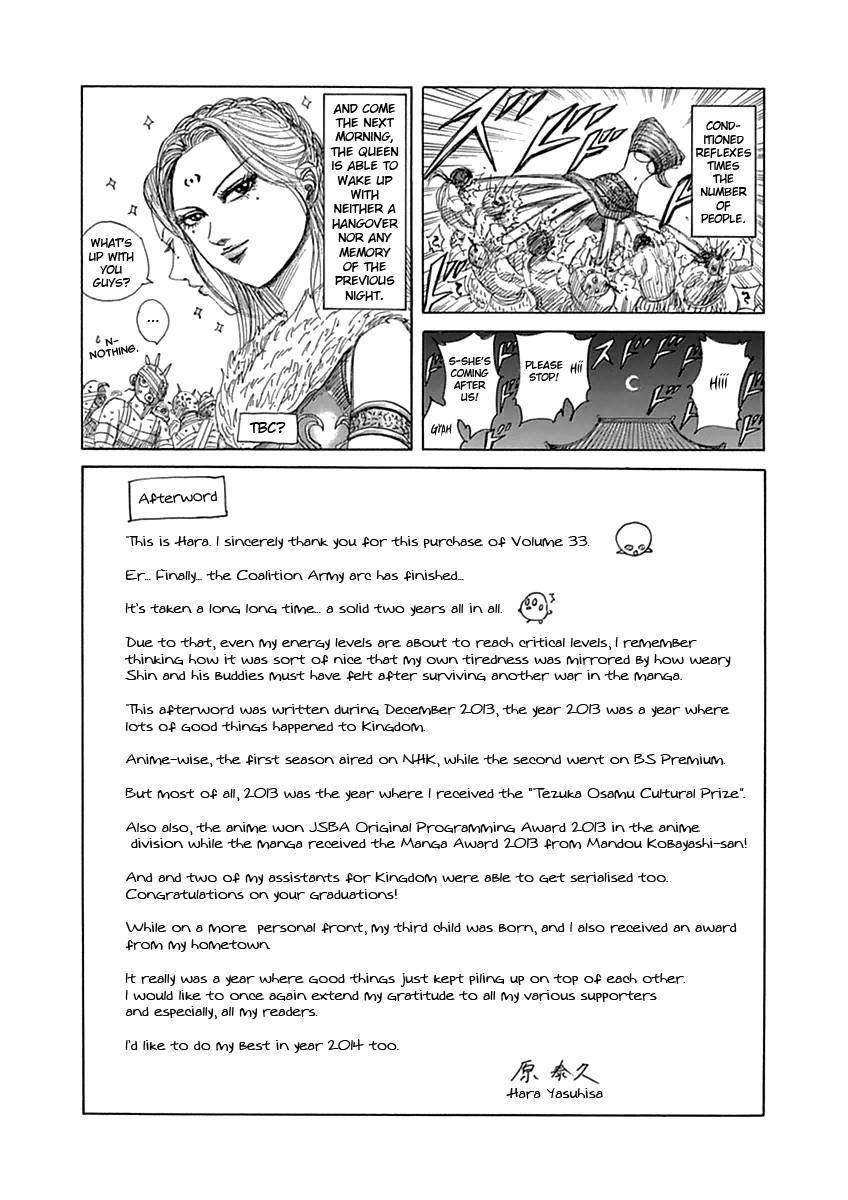 COND-
ITIONED
REFLEXES
TIMES
THE
NUMBER
OF
PEOPLE.
HIII
HII
PLEASE
STOP!
S-SHE'S
COMING
AFTER
US!
GYAH
AND COME
THE NEXT
MORNING,
THE QUEEN
IS ABLE TO
WAKE UP
WITH
NEITHER A
HANGOVER
NOR ANY
MEMORY
OF THE
PREVIOUS
NIGHT.
WHAT'S
UP WITH
YOU
GUYS?
...
N-
NOTHING.
TBC?
Afterword
This is Hara. I sincerely thank you for this purchase of Volume 33.
Er... Finally... the Coalition Army arc has finished...
It's taken a long long time... a solid two years all in all.
Due to that, even my energy levels are about to reach critical levels, I remember
thinking how it was sort of nice that my own tiredness was mirrored by how weary
Shin and his buddies must have felt after surviving another war in the manga.
This afterword was written during December 2013, the year 2013 was a year where
lots of good things happened to Kingdom.
Anime-wise, the first season aired on NHK, while the second went on BS Premium.
But most of all, 2013 was the year where I received the "Tezuka Osamu Cultural Prize".
Also also, the anime won JSBA Original Programming Award 2013 in the anime
division while the manga received the Manga Award 2013 from Mandou Kobayashi-san!
And and two of my assistants for Kingdom were able to get serialised too.
Congratulations on your graduations!
While on a more personal front, my third child was born, and I also received an award
from my hometown.
It really was a year where good things just kept piling up on top of each other.
I would like to once again extend my gratitude to all my various supporters
and especially, all my readers.
I'd like to do my best in year 2014 too.
原 泰久
Hara Yasuhisa